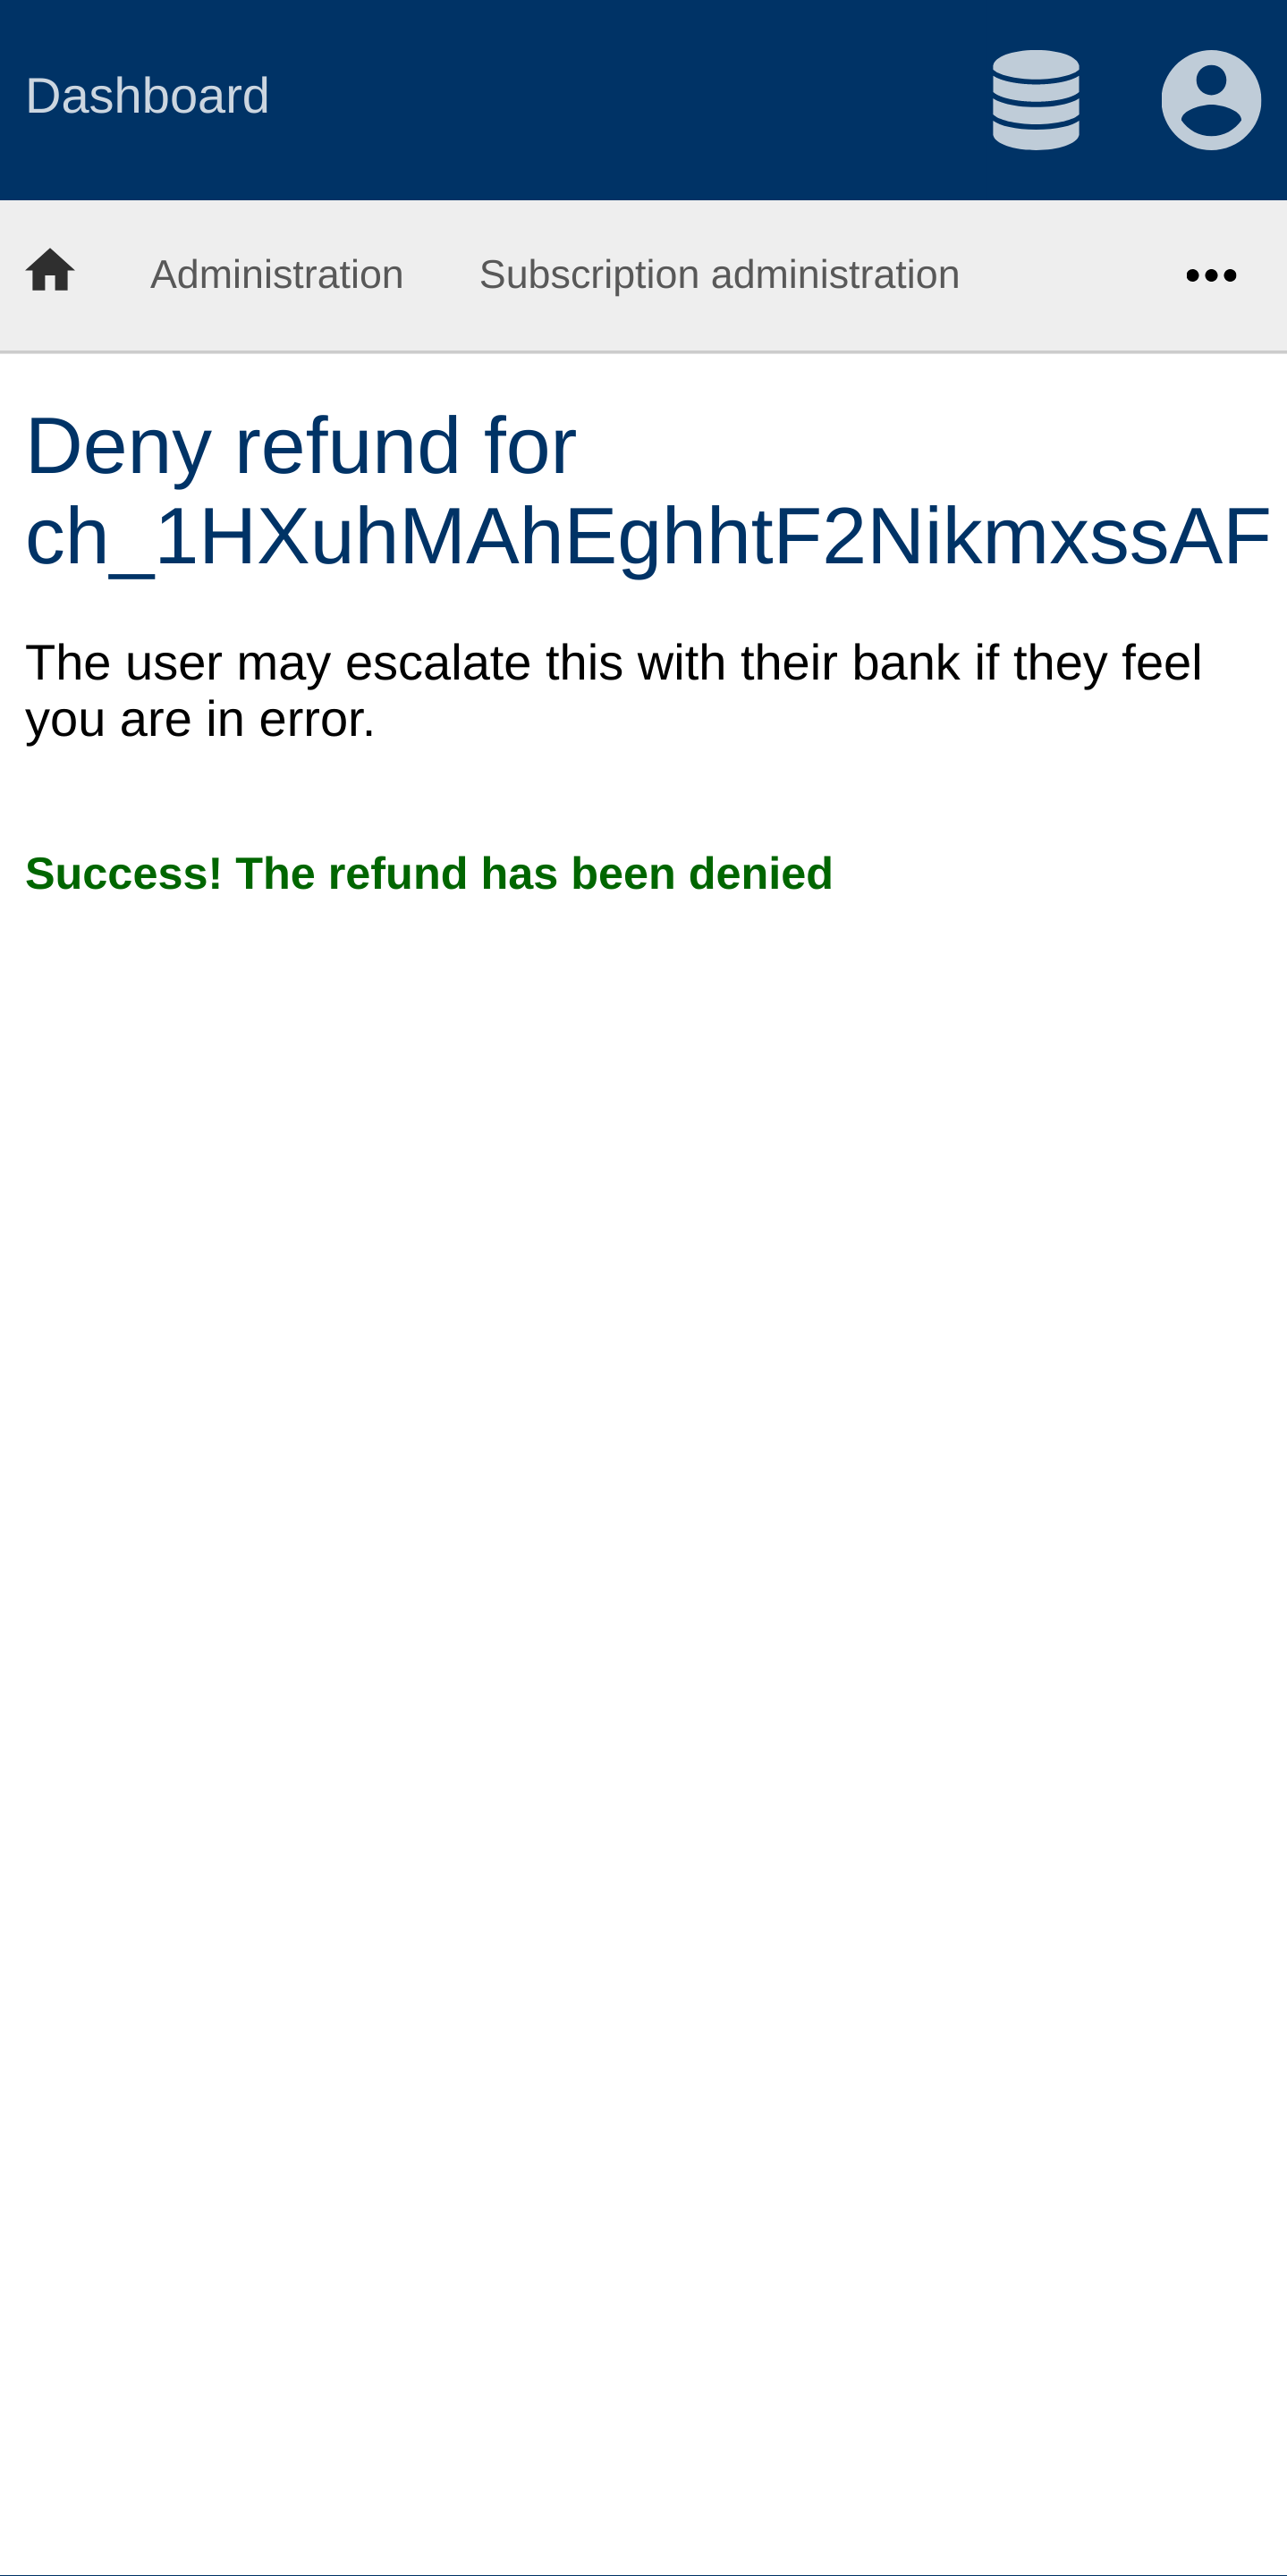 Dashboard
Administration
Subscription administration
Deny refund for
ch_1HXuhMAhEghhtF2NikmxssAF
The user may escalate this with their bank if they feel
you are in error.
Success! The refund has been denied